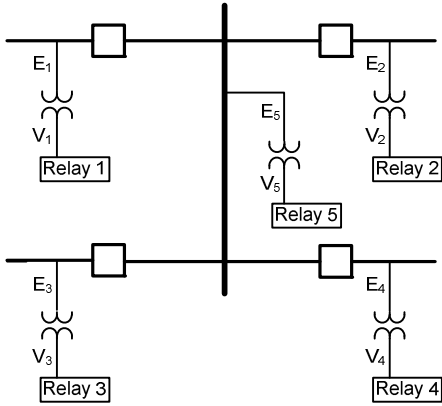 E1
E2
V1
V2
Relay 1
Relay 2
E5
V5
Relay 5
E3
E4
V3
V4
Relay 3
Relay 4